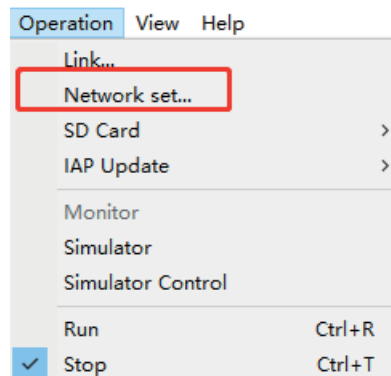 Operation View Help
Link...
Network set...
SD Card
IAP Update
Monitor
Simulator
Simulator Control
Run Ctrl+R
Stop Ctrl+T